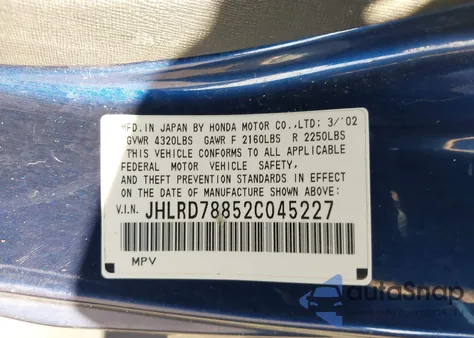 MFD.IN JAPAN BY HONDA MOTOR CO.,LTD; 3/'02
GVWR 4320LBS GAWR F 2160LBS R 2250LBS
THIS VEHICLE CONFORMS TO ALL APPLICABLE
FEDERAL MOTOR VEHICLE SAFETY,
AND THEFT PREVENTION STANDARDS IN EFFECT
ON THE DATE OF MANUFACTURE SHOWN ABOVE:
V.I.N. JHLRD78852C045227
MPV
autoSnap